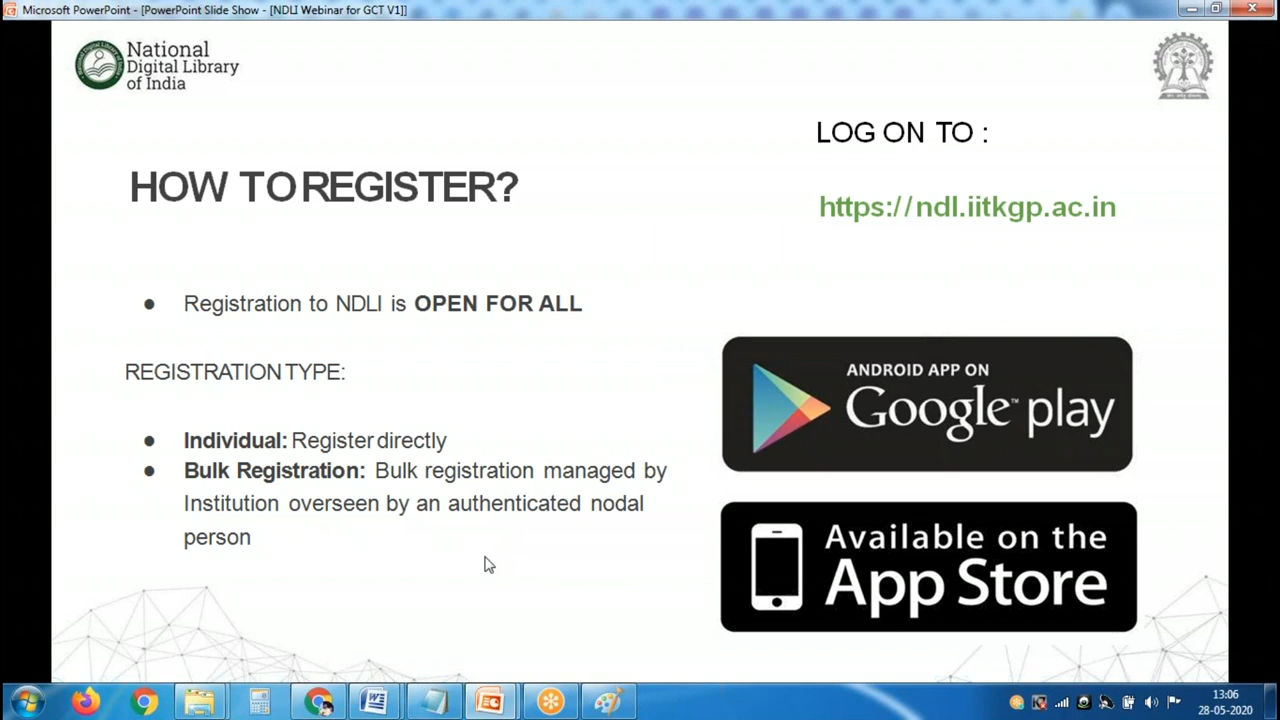 Microsoft PowerPoint - [PowerPoint Slide Show - [NDLI Webinar for GCT V1]]
National
Digital Library
of India
LOG ON TO :
HOW TO REGISTER?
https://ndl.iitkgp.ac.in
● Registration to NDLI is OPEN FOR ALL
REGISTRATION TYPE:
● Individual: Register directly
● Bulk Registration: Bulk registration managed by
Institution overseen by an authenticated nodal
person
ANDROID APP ON
Google™ play
Available on the
App Store
13:06
28-05-2020